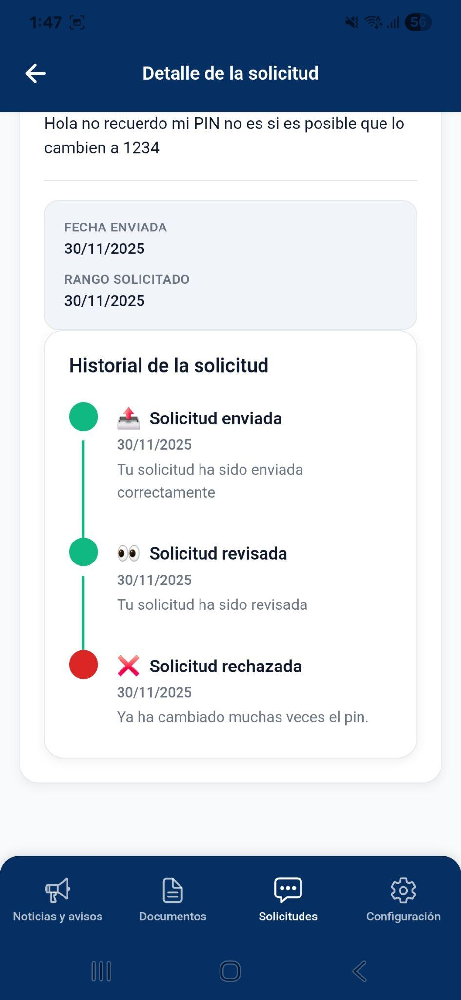 1:47
56
Detalle de la solicitud
Hola no recuerdo mi PIN no es si es posible que lo
cambien a 1234
FECHA ENVIADA
30/11/2025
RANGO SOLICITADO
30/11/2025
Historial de la solicitud
Solicitud enviada
30/11/2025
Tu solicitud ha sido enviada
correctamente
Solicitud revisada
30/11/2025
Tu solicitud ha sido revisada
Solicitud rechazada
30/11/2025
Ya ha cambiado muchas veces el pin.
Noticias y avisos
Documentos
Solicitudes
Configuración